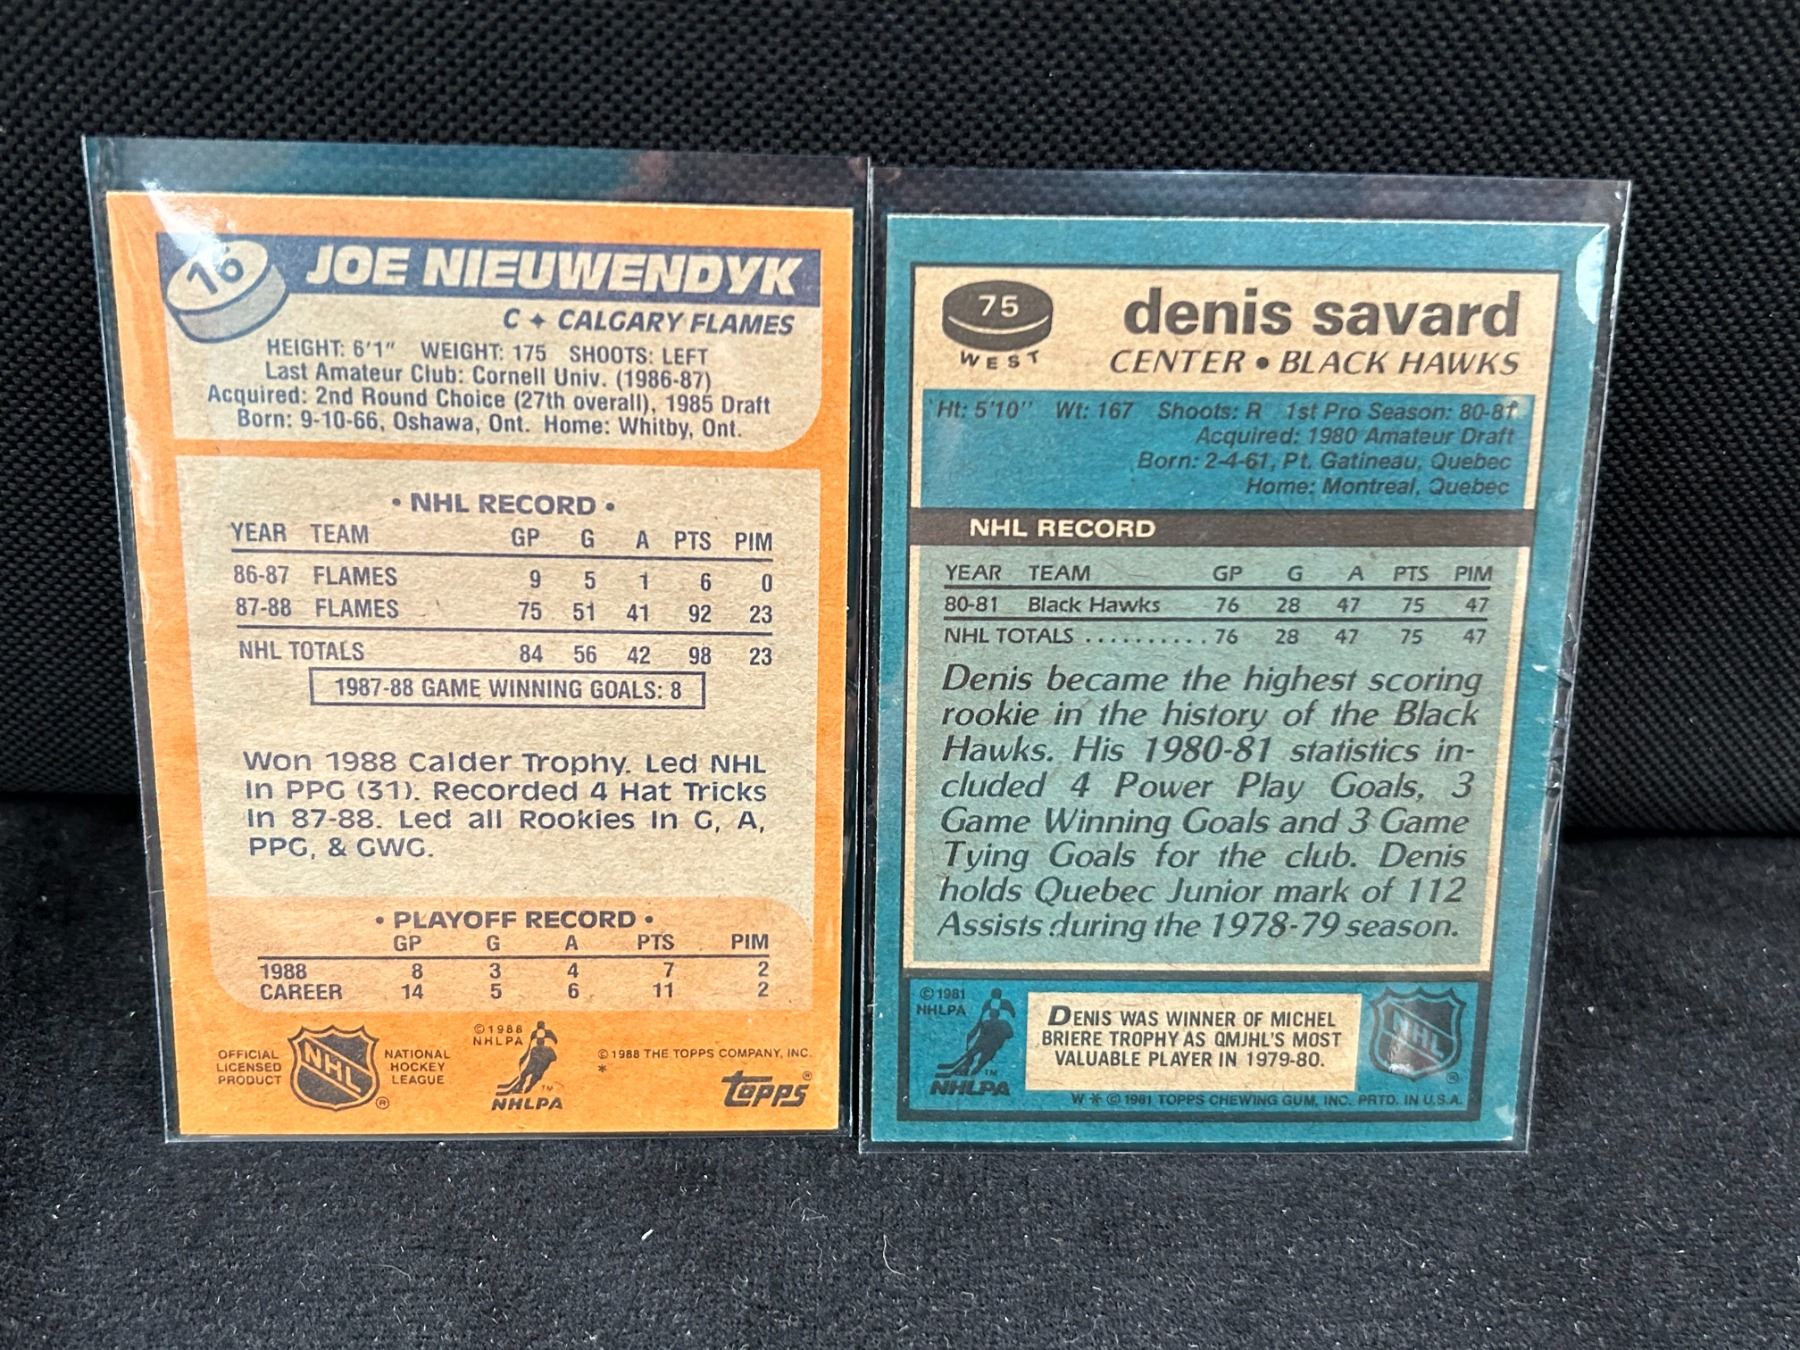 16
JOE NIEUWENDYK
C ✦ CALGARY FLAMES
HEIGHT: 6'1" WEIGHT: 175 SHOOTS: LEFT
Last Amateur Club: Cornell Univ. (1986-87)
Acquired: 2nd Round Choice (27th overall), 1985 Draft
Born: 9-10-66, Oshawa, Ont. Home: Whitby, Ont.
• NHL RECORD •
YEAR TEAM GP G A PTS PIM
86-87 FLAMES 9 5 1 6 0
87-88 FLAMES 75 51 41 92 23
NHL TOTALS 84 56 42 98 23
1987-88 GAME WINNING GOALS: 8
Won 1988 Calder Trophy. Led NHL
in PPG (31). Recorded 4 Hat Tricks
in 87-88. Led all Rookies in G, A,
PPG, & GWG.
• PLAYOFF RECORD •
GP G A PTS PIM
1988 8 3 4 7 2
CAREER 14 5 6 11 2
OFFICIAL
LICENSED
PRODUCT
NHL
®
NATIONAL
HOCKEY
LEAGUE
©1988
NHLPA
TM
NHLPA
©1988 THE TOPPS COMPANY, INC.
*
topps®
75
WEST
denis savard
CENTER • BLACK HAWKS
Ht: 5'10" Wt: 167 Shoots: R 1st Pro Season: 80-81
Acquired: 1980 Amateur Draft
Born: 2-4-61, Pt. Gatineau, Quebec
Home: Montreal, Quebec
NHL RECORD
YEAR TEAM GP G A PTS PIM
80-81 Black Hawks 76 28 47 75 47
NHL TOTALS .......... 76 28 47 75 47
Denis became the highest scoring
rookie in the history of the Black
Hawks. His 1980-81 statistics in-
cluded 4 Power Play Goals, 3
Game Winning Goals and 3 Game
Tying Goals for the club. Denis
holds Quebec Junior mark of 112
Assists during the 1978-79 season.
©1981
NHLPA
TM
NHLPA
DENIS WAS WINNER OF MICHEL
BRIERE TROPHY AS QMJHL'S MOST
VALUABLE PLAYER IN 1979-80.
NHL
®
W * © 1981 TOPPS CHEWING GUM, INC. PRTD. IN U.S.A.